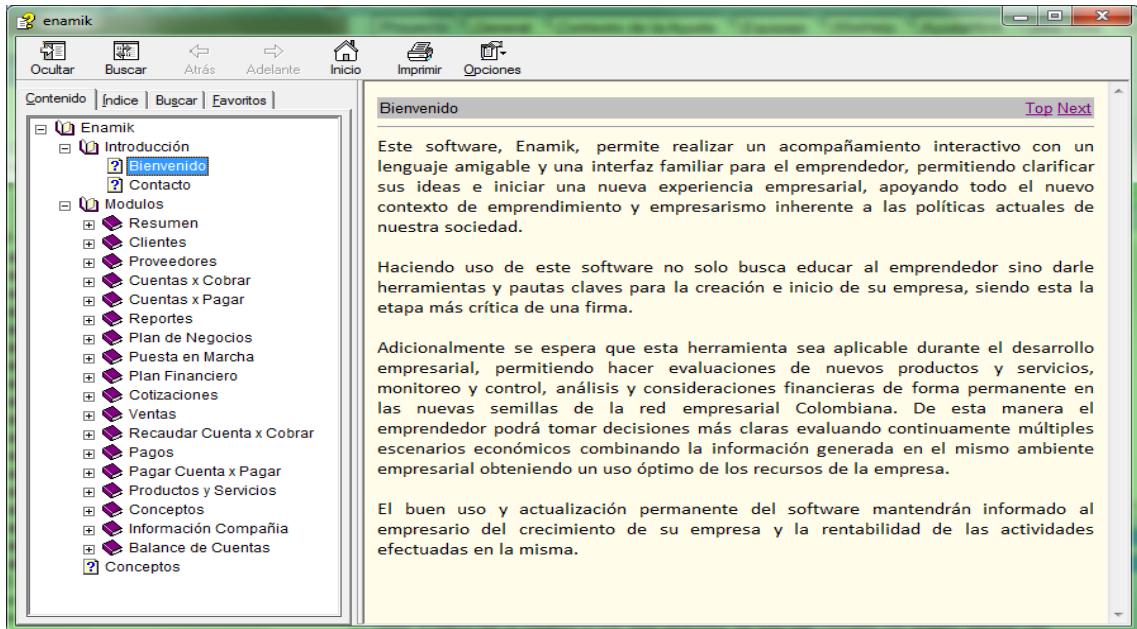 enamik
Ocultar Buscar Atrás Adelante Inicio Imprimir Opciones
Contenido Índice Buscar Favoritos
Enamik
Introducción
Bienvenido
Contacto
Modulos
Resumen
Clientes
Proveedores
Cuentas x Cobrar
Cuentas x Pagar
Reportes
Plan de Negocios
Puesta en Marcha
Plan Financiero
Cotizaciones
Ventas
Recaudar Cuenta x Cobrar
Pagos
Pagar Cuenta x Pagar
Productos y Servicios
Conceptos
Información Compañia
Balance de Cuentas
Conceptos
Bienvenido Top Next
Este software, Enamik, permite realizar un acompañamiento interactivo con un
lenguaje amigable y una interfaz familiar para el emprendedor, permitiendo clarificar
sus ideas e iniciar una nueva experiencia empresarial, apoyando todo el nuevo
contexto de emprendimiento y empresarismo inherente a las políticas actuales de
nuestra sociedad.
Haciendo uso de este software no solo busca educar al emprendedor sino darle
herramientas y pautas claves para la creación e inicio de su empresa, siendo esta la
etapa más crítica de una firma.
Adicionalmente se espera que esta herramienta sea aplicable durante el desarrollo
empresarial, permitiendo hacer evaluaciones de nuevos productos y servicios,
monitoreo y control, análisis y consideraciones financieras de forma permanente en
las nuevas semillas de la red empresarial Colombiana. De esta manera el
emprendedor podrá tomar decisiones más claras evaluando continuamente múltiples
escenarios económicos combinando la información generada en el mismo ambiente
empresarial obteniendo un uso óptimo de los recursos de la empresa.
El buen uso y actualización permanente del software mantendrán informado al
empresario del crecimiento de su empresa y la rentabilidad de las actividades
efectuadas en la misma.